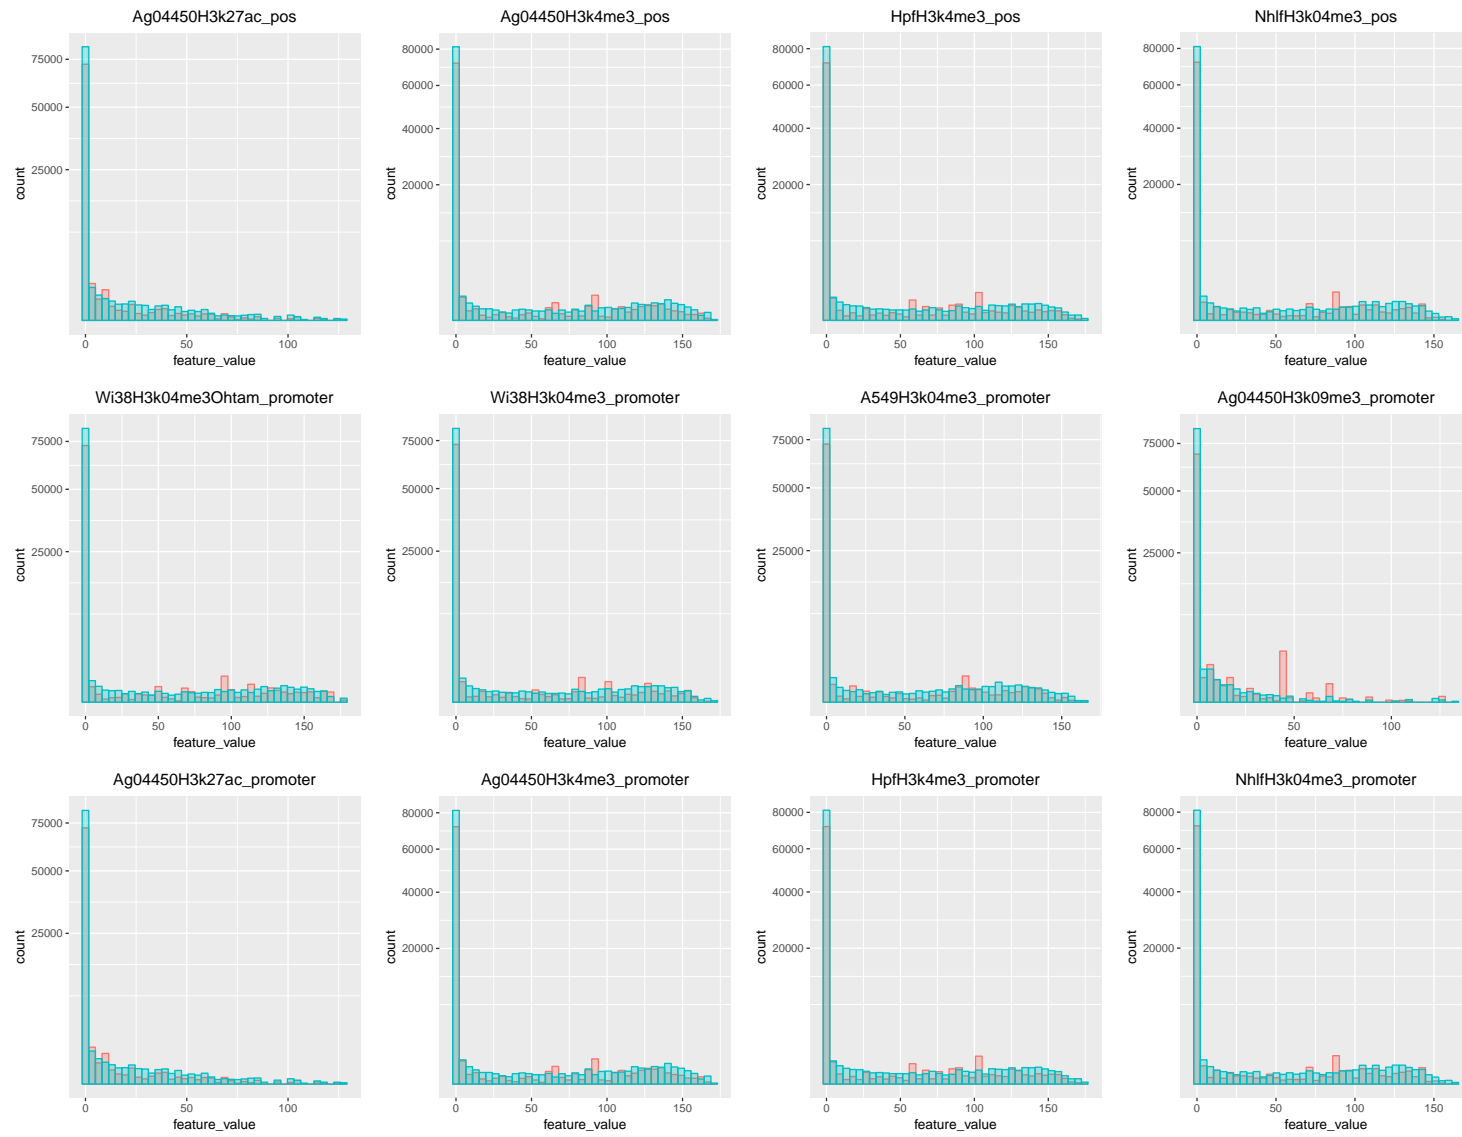 Ag04450H3k27ac_pos
75000
50000
25000
count
0 50 100
feature_value
Ag04450H3k4me3_pos
80000
60000
40000
20000
count
0 50 100 150
feature_value
HpfH3k4me3_pos
80000
60000
40000
20000
count
0 50 100 150
feature_value
NhlfH3k04me3_pos
80000
60000
40000
20000
count
0 50 100 150
feature_value
Wi38H3k04me3Ohtam_promoter
75000
50000
25000
count
0 50 100 150
feature_value
Wi38H3k04me3_promoter
75000
50000
25000
count
0 50 100 150
feature_value
A549H3k04me3_promoter
75000
50000
25000
count
0 50 100 150
feature_value
Ag04450H3k09me3_promoter
75000
50000
25000
count
0 50 100
feature_value
Ag04450H3k27ac_promoter
75000
50000
25000
count
0 50 100
feature_value
Ag04450H3k4me3_promoter
80000
60000
40000
20000
count
0 50 100 150
feature_value
HpfH3k4me3_promoter
80000
60000
40000
20000
count
0 50 100 150
feature_value
NhlfH3k04me3_promoter
80000
60000
40000
20000
count
0 50 100 150
feature_value